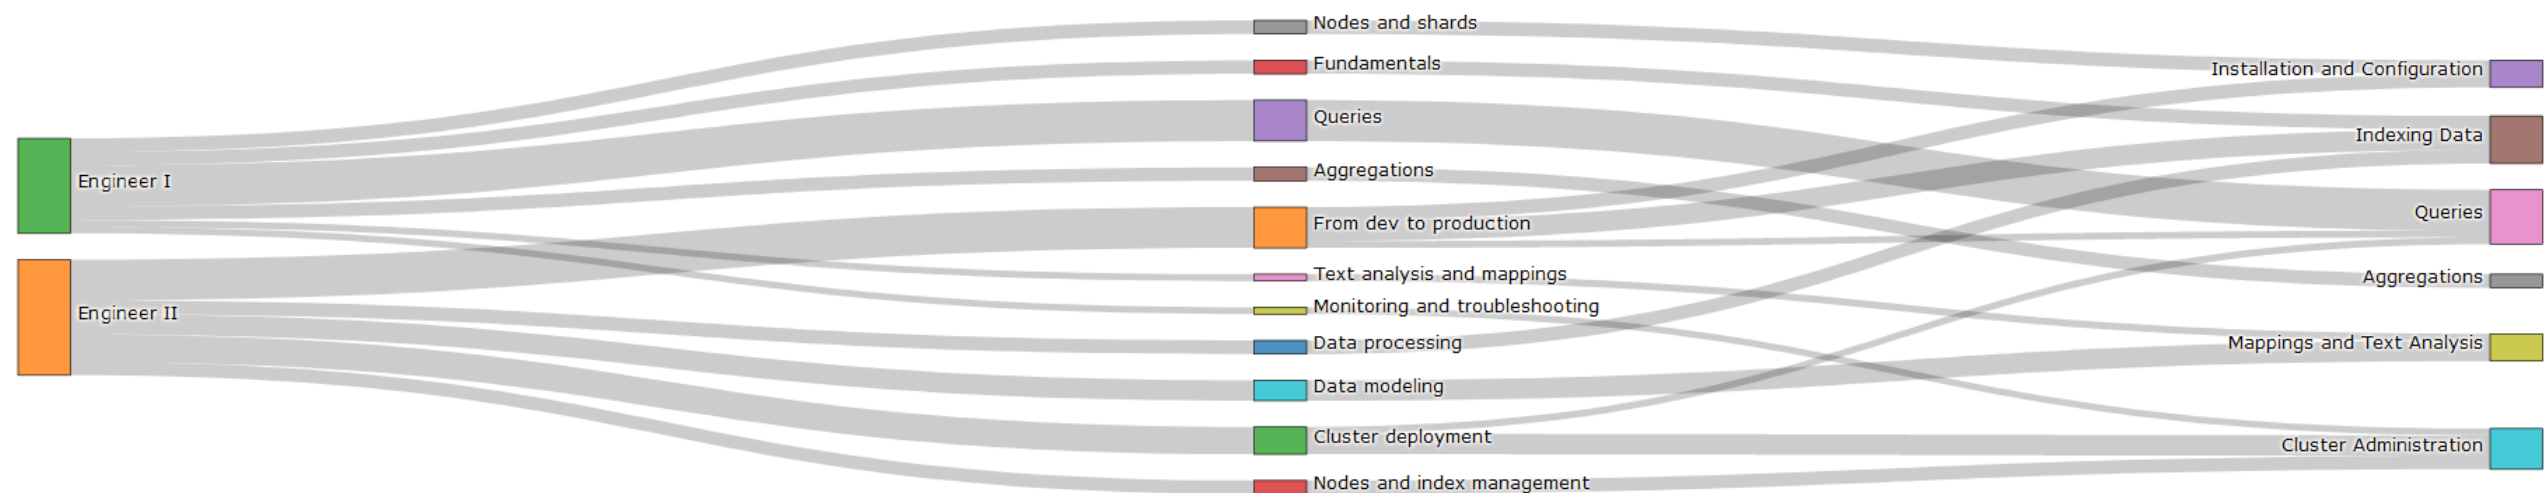 Engineer I
Engineer II
Nodes and shards
Fundamentals
Queries
Aggregations
From dev to production
Text analysis and mappings
Monitoring and troubleshooting
Data processing
Data modeling
Cluster deployment
Nodes and index management
Installation and Configuration
Indexing Data
Queries
Aggregations
Mappings and Text Analysis
Cluster Administration